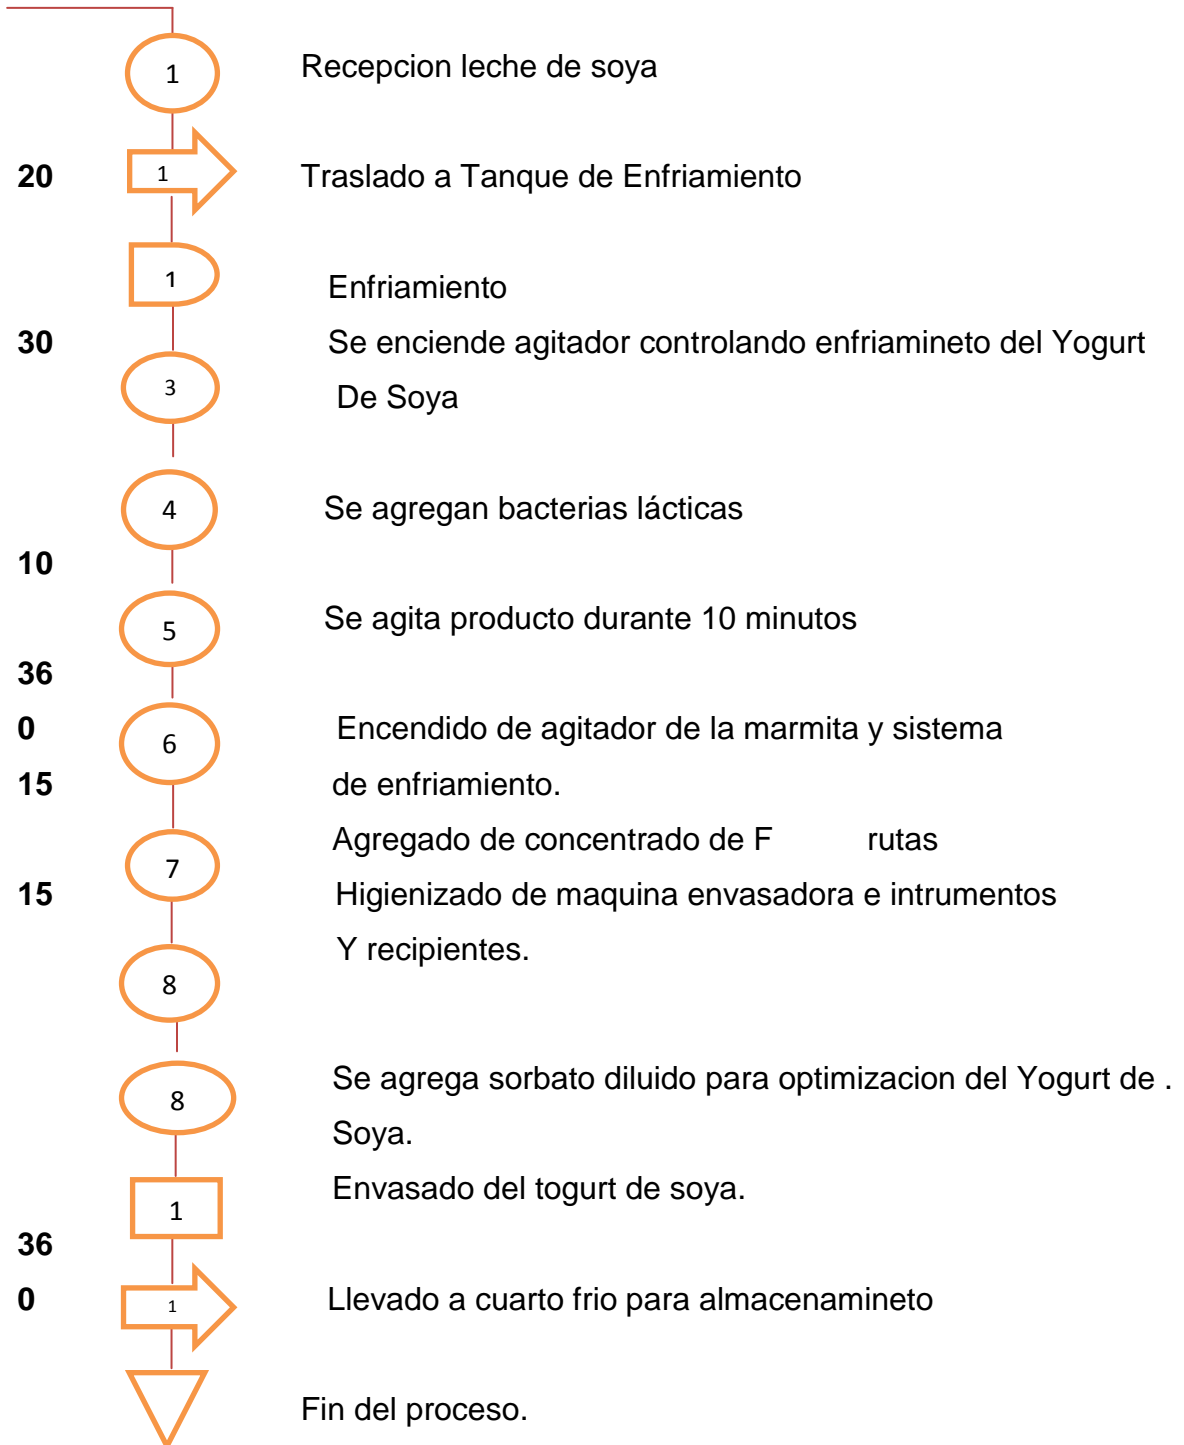 1 Recepcion leche de soya
20 1 Traslado a Tanque de Enfriamiento
1 Enfriamiento
30 Se enciende agitador controlando enfriamineto del Yogurt
3 De Soya
4 Se agregan bacterias lácticas
10
5 Se agita producto durante 10 minutos
36
0 6 Encendido de agitador de la marmita y sistema
15 de enfriamiento.
Agregado de concentrado de F rutas
7
15 Higienizado de maquina envasadora e intrumentos
Y recipientes.
8
Se agrega sorbato diluido para optimizacion del Yogurt de .
8
Soya.
Envasado del togurt de soya.
1
36
0 1 Llevado a cuarto frio para almacenamineto
Fin del proceso.